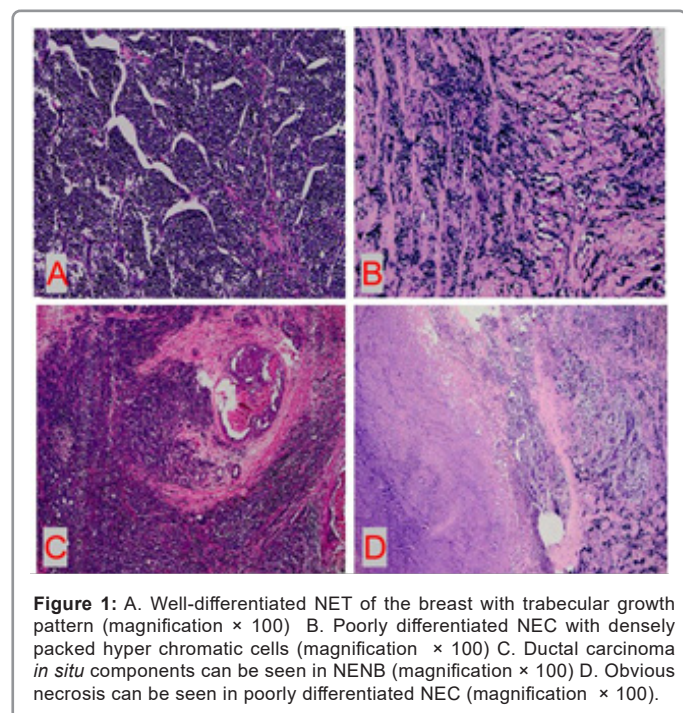 A
B
C
D
Figure 1: A. Well-differentiated NET of the breast with trabecular growth
pattern (magnification × 100) B. Poorly differentiated NEC with densely
packed hyper chromatic cells (magnification × 100) C. Ductal carcinoma
in situ components can be seen in NENB (magnification × 100) D. Obvious
necrosis can be seen in poorly differentiated NEC (magnification × 100).